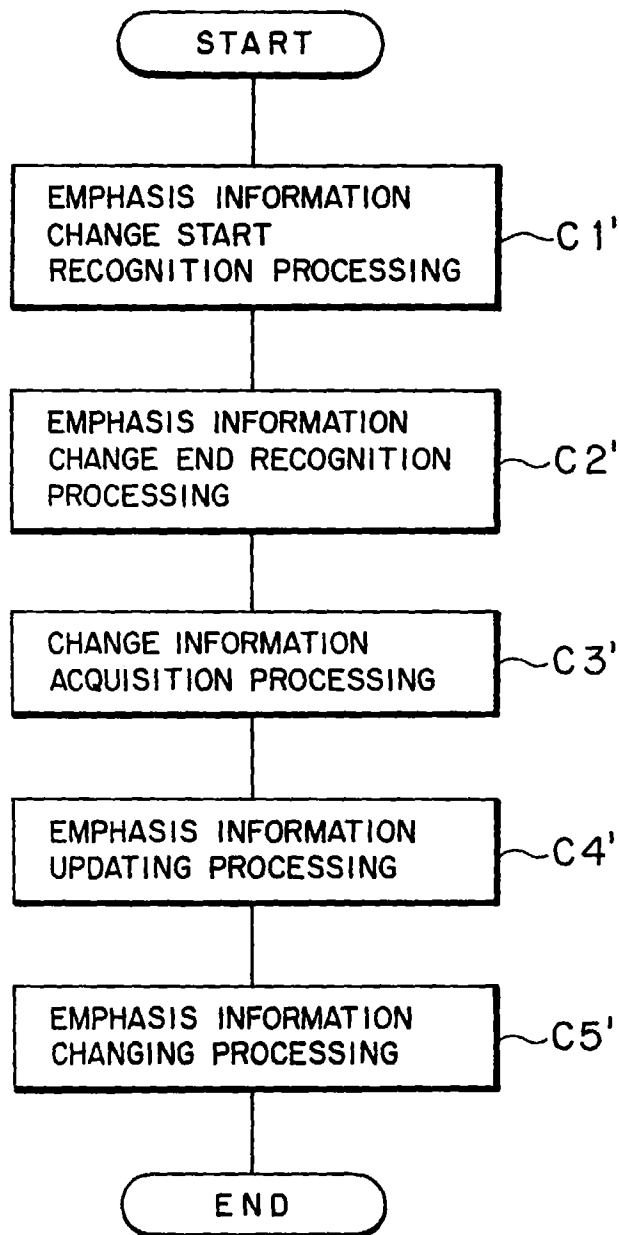 START
EMPHASIS INFORMATION
CHANGE START
RECOGNITION PROCESSING
C1'
EMPHASIS INFORMATION
CHANGE END RECOGNITION
PROCESSING
C2'
CHANGE INFORMATION
ACQUISITION PROCESSING
C3'
EMPHASIS INFORMATION
UPDATING PROCESSING
C4'
EMPHASIS INFORMATION
CHANGING PROCESSING
C5'
END